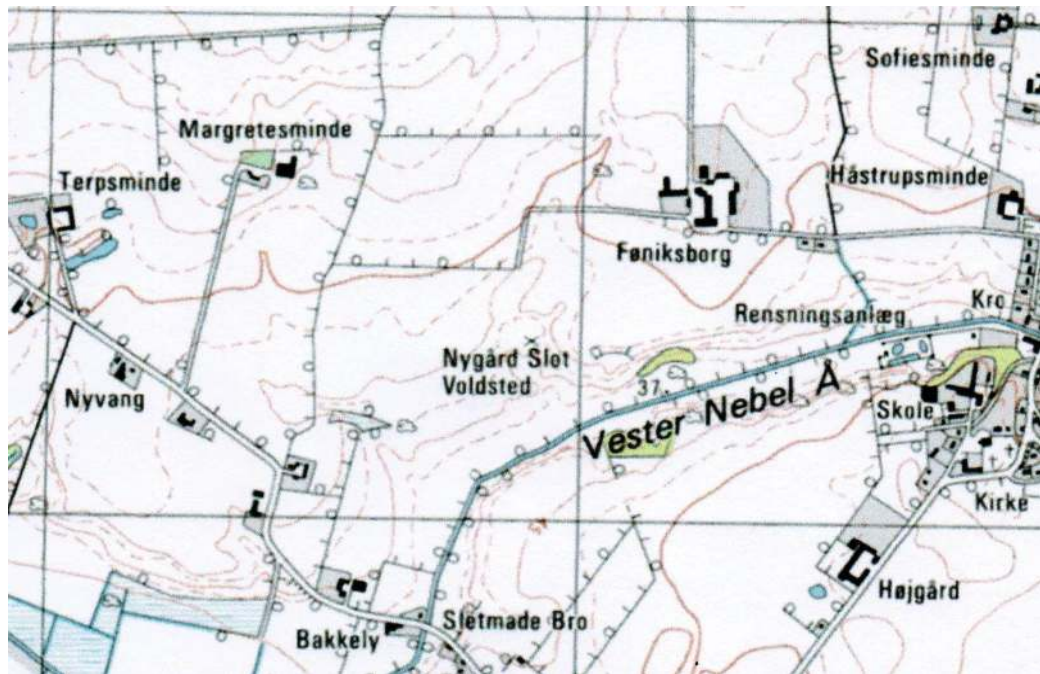 Sofiesminde
Margretesminde
Terpsminde
Håstrupsminde
Føniksborg
Kro
Rensningsanlæg
Nygård Slot
Voldsted
37
Nyvang
Vester Nebel Å
Skole
Kirke
Højgård
Sletmade Bro
Bakkely